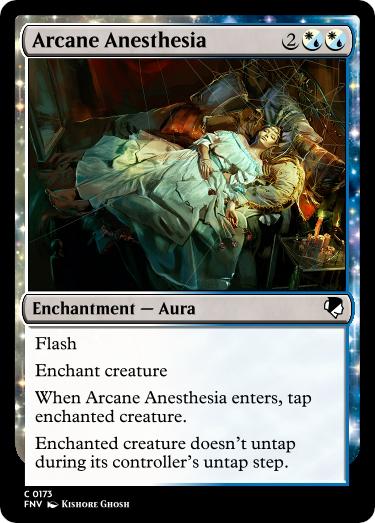 Arcane Anesthesia 2
Enchantment — Aura
Flash
Enchant creature
When Arcane Anesthesia enters, tap
enchanted creature.
Enchanted creature doesn't untap
during its controller's untap step.
C 0173
FNV Kishore Ghosh